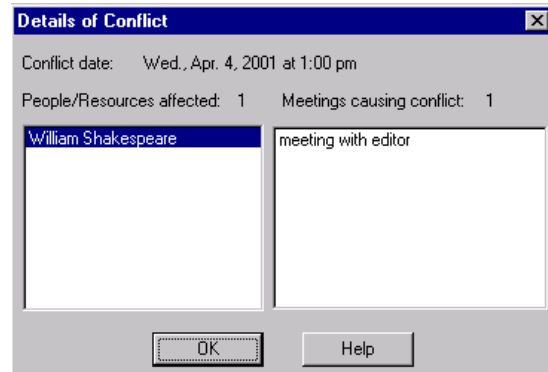 Details of Conflict
Conflict date: Wed., Apr. 4, 2001 at 1:00 pm
People/Resources affected: 1 Meetings causing conflict: 1
William Shakespeare
meeting with editor
OK Help